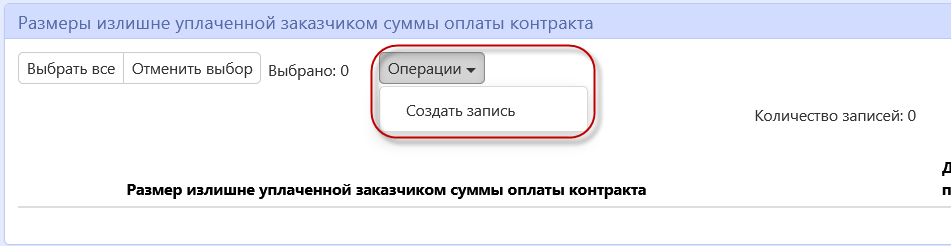 Размеры излишне уплаченной заказчиком суммы оплаты контракта
Выбрать все Отменить выбор Выбрано: 0 Операции
Создать запись
Количество записей: 0
Размер излишне уплаченной заказчиком суммы оплаты контракта